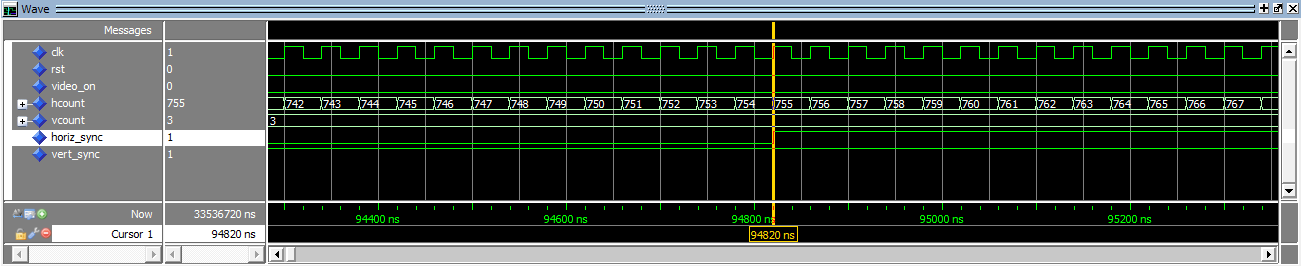 Wave
Messages
clk 1
rst 0
video_on 0
hcount 755 742 743 744 745 746 747 748 749 750 751 752 753 754 755 756 757 758 759 760 761 762 763 764 765 766 767
vcount 3 3
horiz_sync 1
vert_sync 1
Now 33536720 ns 94400 ns 94600 ns 94800 ns 95000 ns 95200 ns
Cursor 1 94820 ns 94820 ns